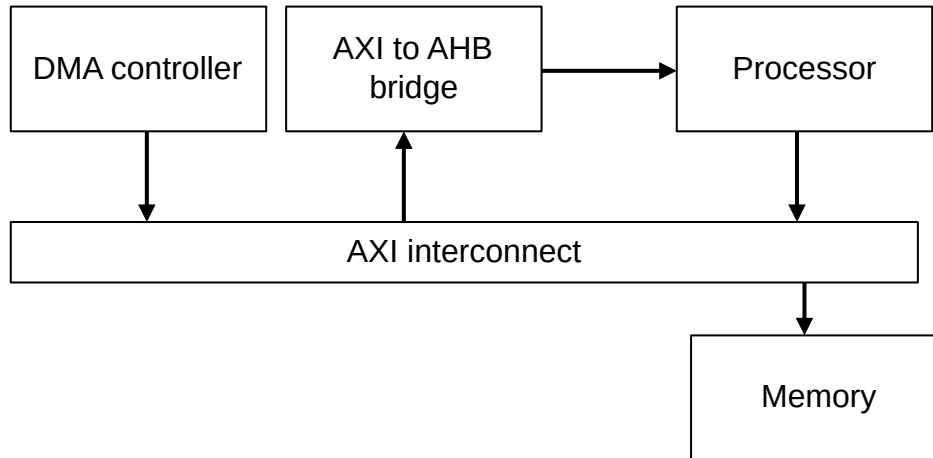 DMA controller
AXI to AHB
bridge
Processor
AXI interconnect
Memory